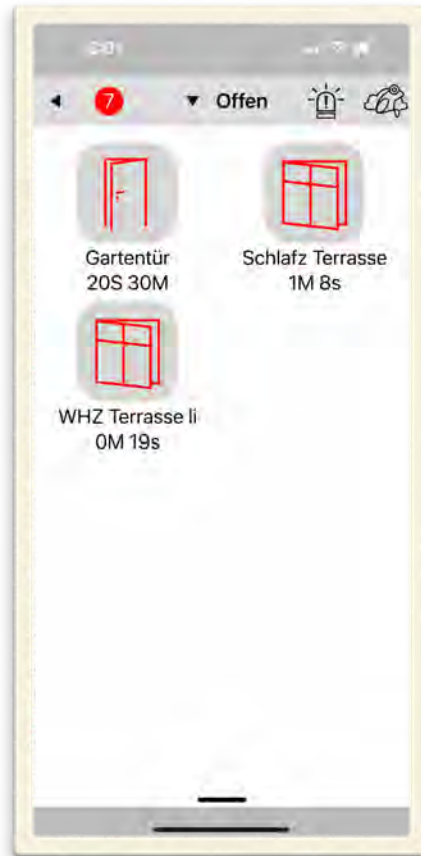 7
Offen
Gartentür
20S 30M
Schlafz Terrasse
1M 8s
WHZ Terrasse li
0M 19s